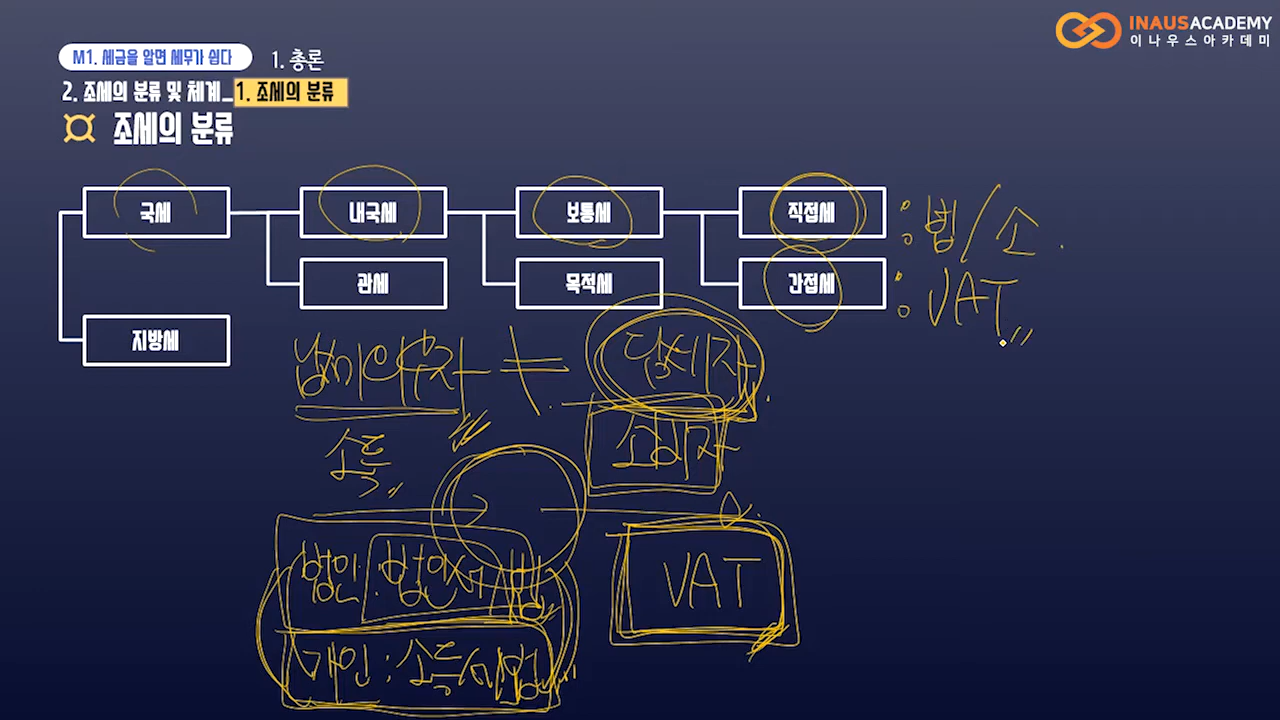 INAUSACADEMY
이나우스아카데미
M1. 세금을 알면 세무가 쉽다 1. 총론
2. 조세의 분류 및 체계_1. 조세의 분류
조세의 분류
국세 내국세 보통세 직접세 : 법/소
관세 목적세 간접세 : VAT
지방세
납세의무자 ≠ 담세자
소득 소비자
법인 : 법인세/법 VAT
개인 : 소득/